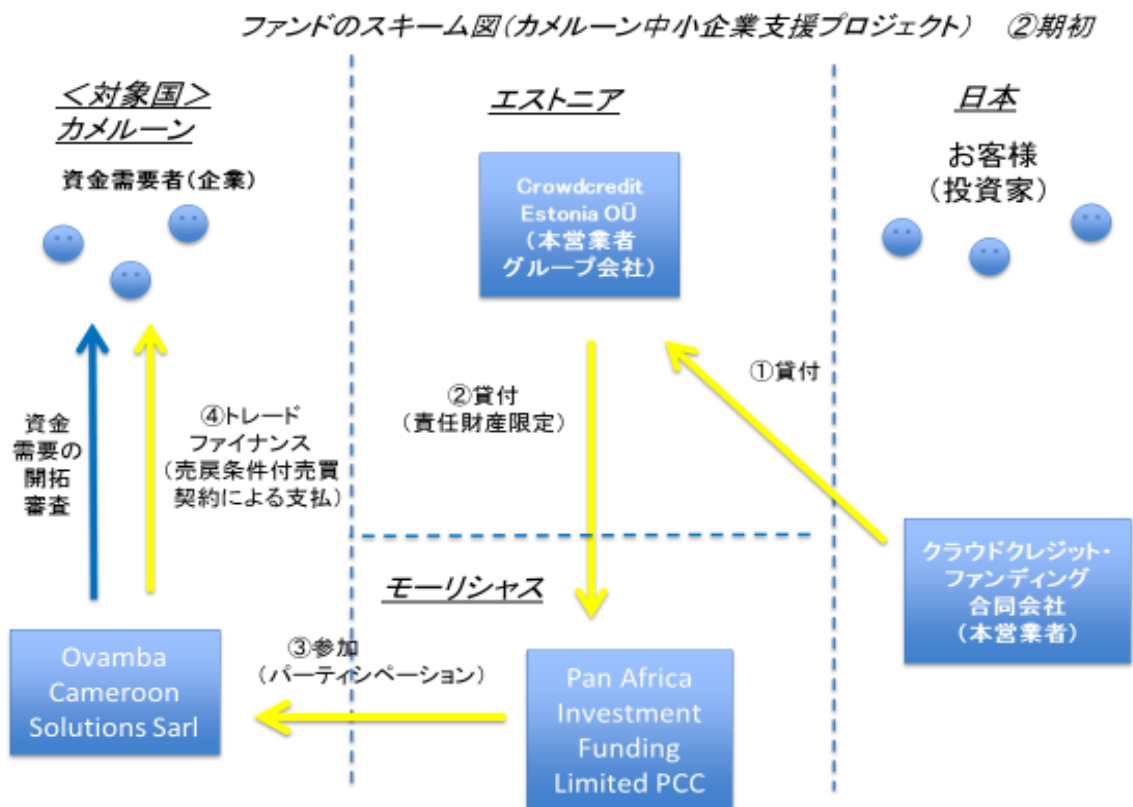 ファンドのスキーム図(カメルーン中小企業支援プロジェクト) ②期初
<対象国>
カメルーン
資金需要者(企業)
エストニア
Crowdcredit
Estonia OÜ
(本営業者
グループ会社)
日本
お客様
(投資家)
①貸付
②貸付
(責任財産限定)
資金
需要の
開拓
審査
④トレード
ファイナンス
(売戻条件付売買
契約による支払)
モーリシャス
クラウドクレジット・
ファンディング
合同会社
(本営業者)
③参加
(パーティシペーション)
Ovamba
Cameroon
Solutions Sarl
Pan Africa
Investment
Funding
Limited PCC